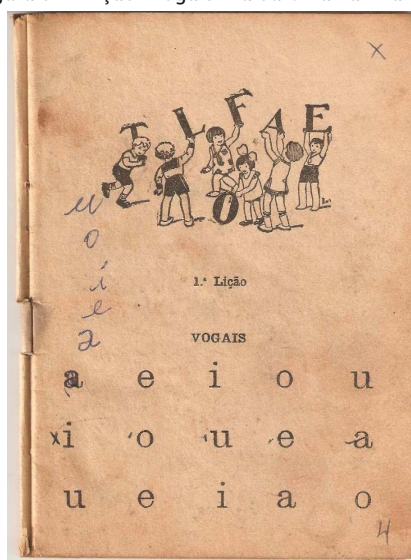 x
T L F A E
O
u
o
i
e
a
1.ª Lição
VOGAIS
a e i o u
i o u e a
u e i a o
4